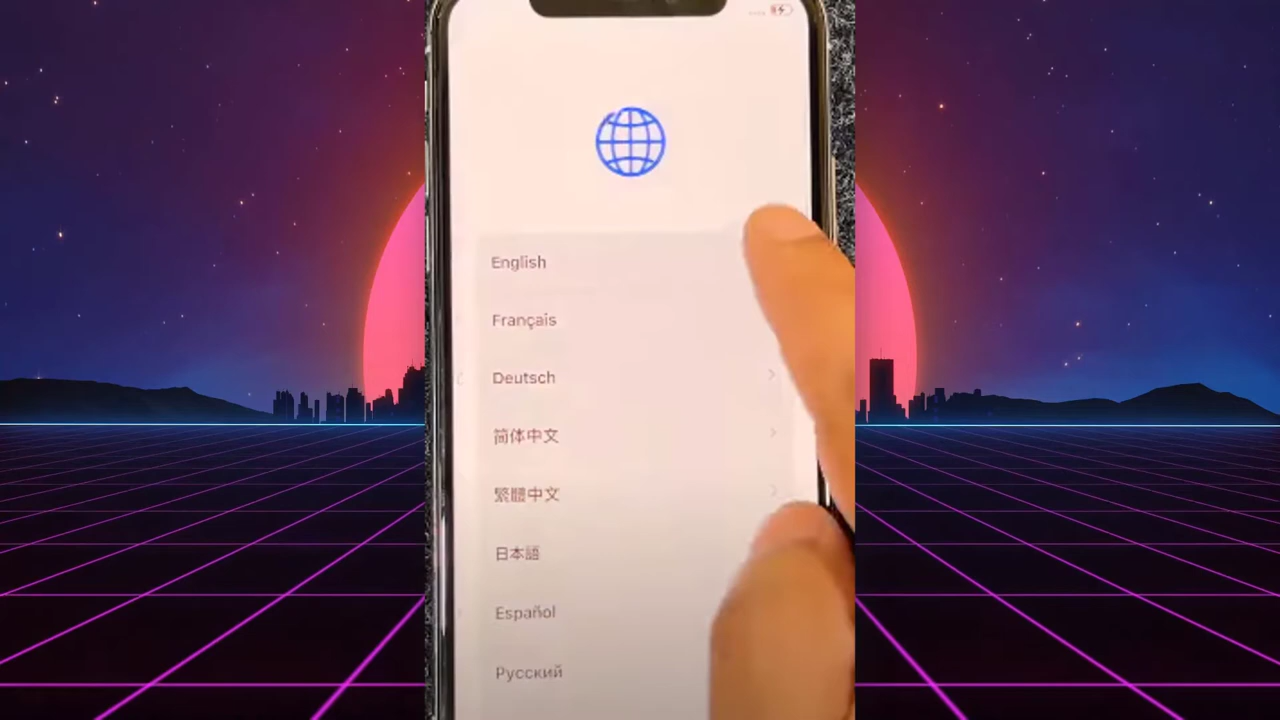 English
Français
Deutsch
简体中文
繁體中文
日本語
Español
Русский